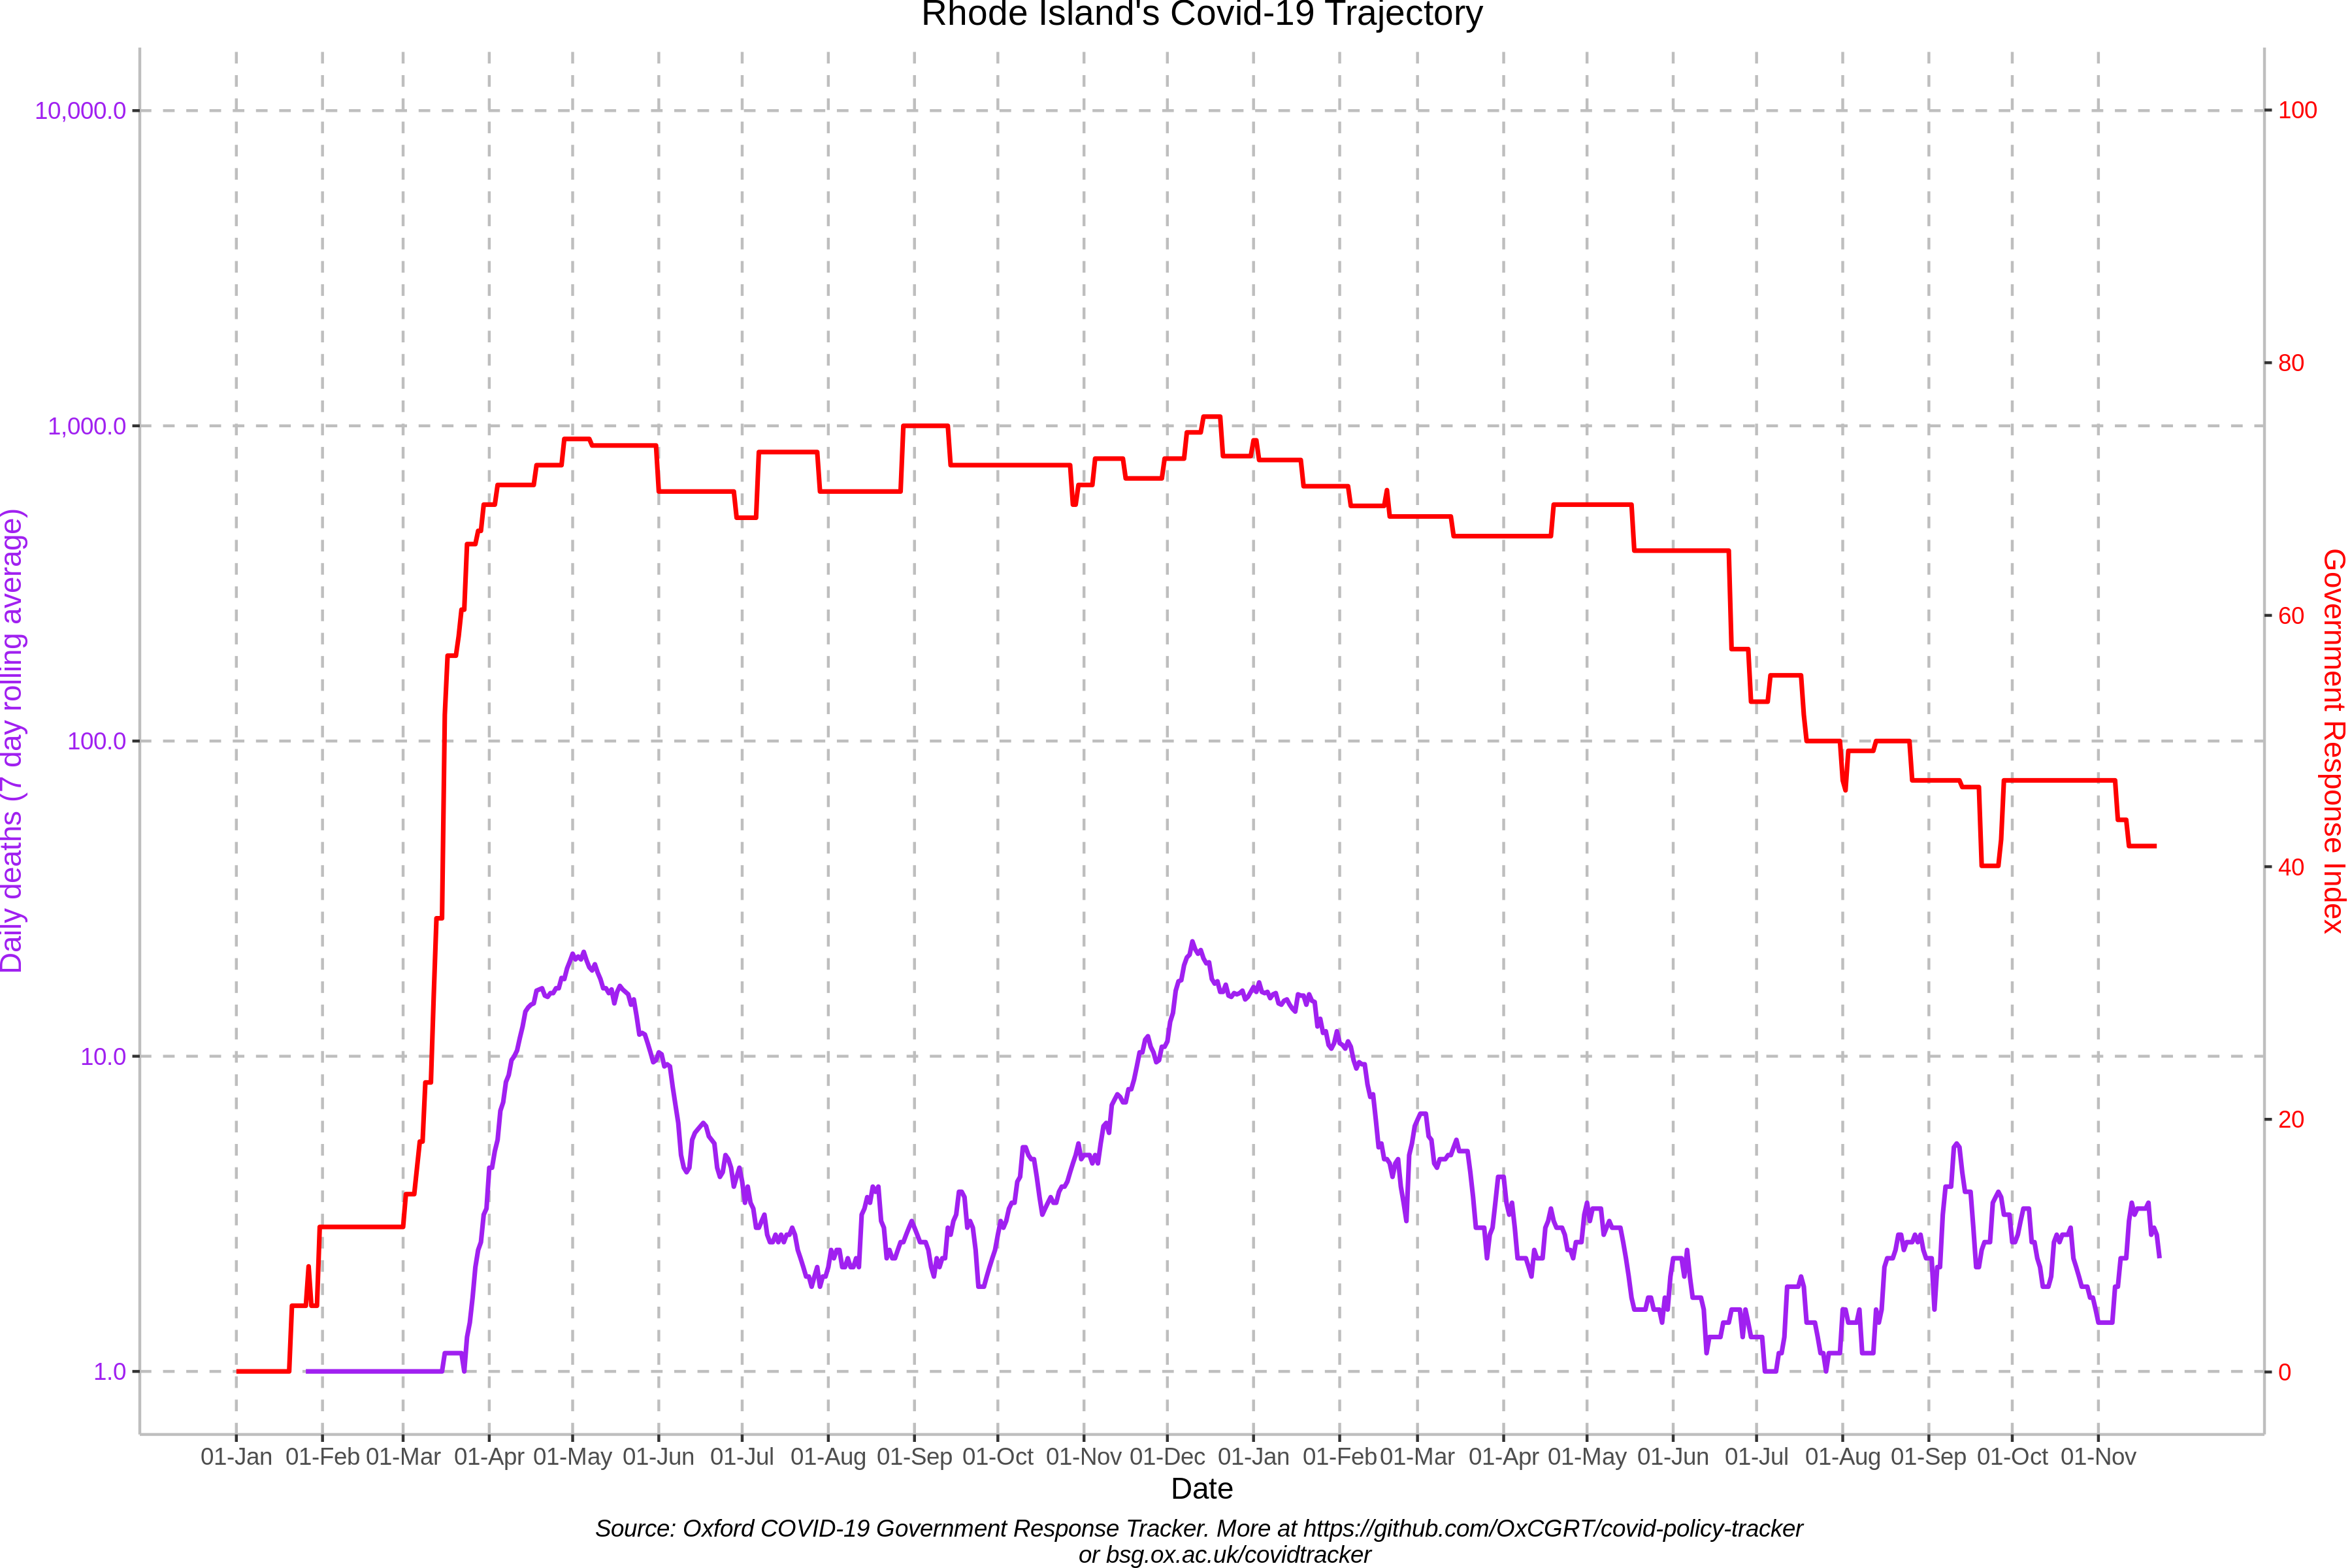 Rhode Island's Covid-19 Trajectory
10,000.0
1,000.0
100.0
10.0
1.0
Daily deaths (7 day rolling average)
100
80
60
40
20
0
Government Response Index
01-Jan 01-Feb 01-Mar 01-Apr 01-May 01-Jun 01-Jul 01-Aug 01-Sep 01-Oct 01-Nov 01-Dec 01-Jan 01-Feb 01-Mar 01-Apr 01-May 01-Jun 01-Jul 01-Aug 01-Sep 01-Oct 01-Nov
Date
Source: Oxford COVID-19 Government Response Tracker. More at https://github.com/OxCGRT/covid-policy-tracker
or bsg.ox.ac.uk/covidtracker